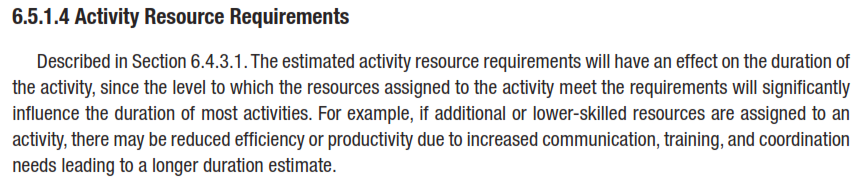 6.5.1.4 Activity Resource Requirements
Described in Section 6.4.3.1. The estimated activity resource requirements will have an effect on the duration of
the activity, since the level to which the resources assigned to the activity meet the requirements will significantly
influence the duration of most activities. For example, if additional or lower-skilled resources are assigned to an
activity, there may be reduced efficiency or productivity due to increased communication, training, and coordination
needs leading to a longer duration estimate.